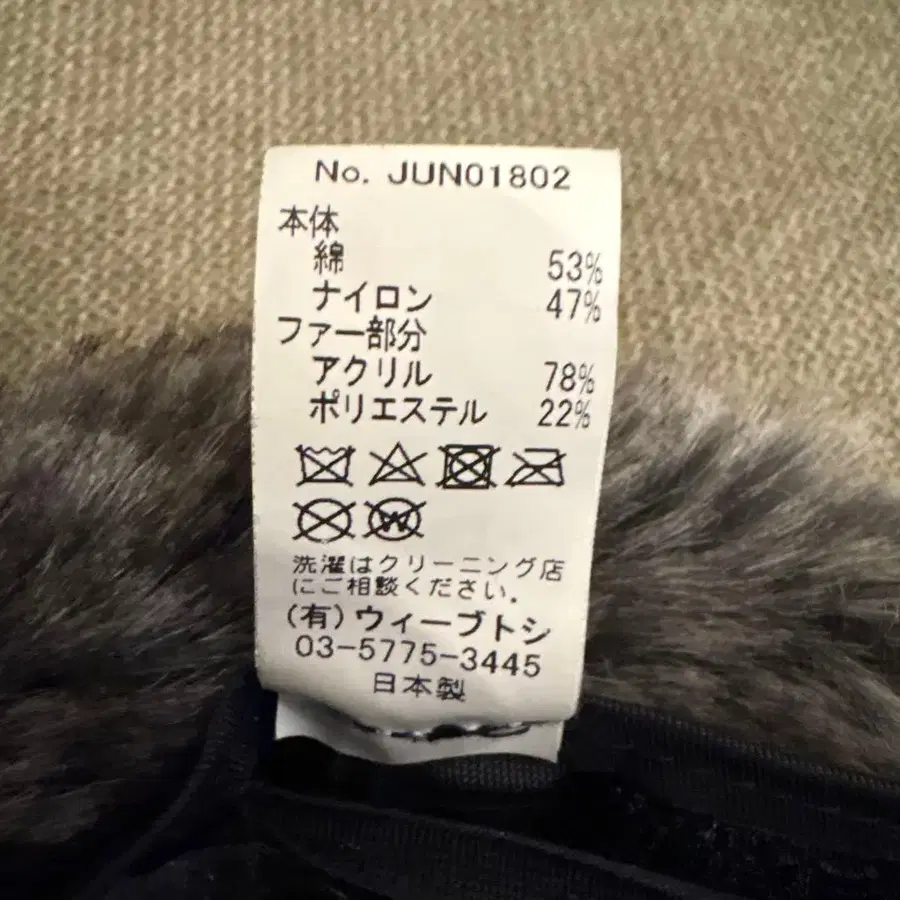 No. JUN01802
本体
綿 53%
ナイロン 47%
ファー部分
アクリル 78%
ポリエステル 22%
W
洗濯はクリーニング店
にご相談ください.
(有)ウィーブトシ
03-5775-3445
日本製